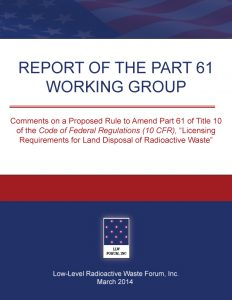 REPORT OF THE PART 61
WORKING GROUP
Comments on a Proposed Rule to Amend Part 61 of Title 10
of the Code of Federal Regulations (10 CFR), "Licensing
Requirements for Land Disposal of Radioactive Waste"
LLW
FORUM, INC
Low-Level Radioactive Waste Forum, Inc.
March 2014